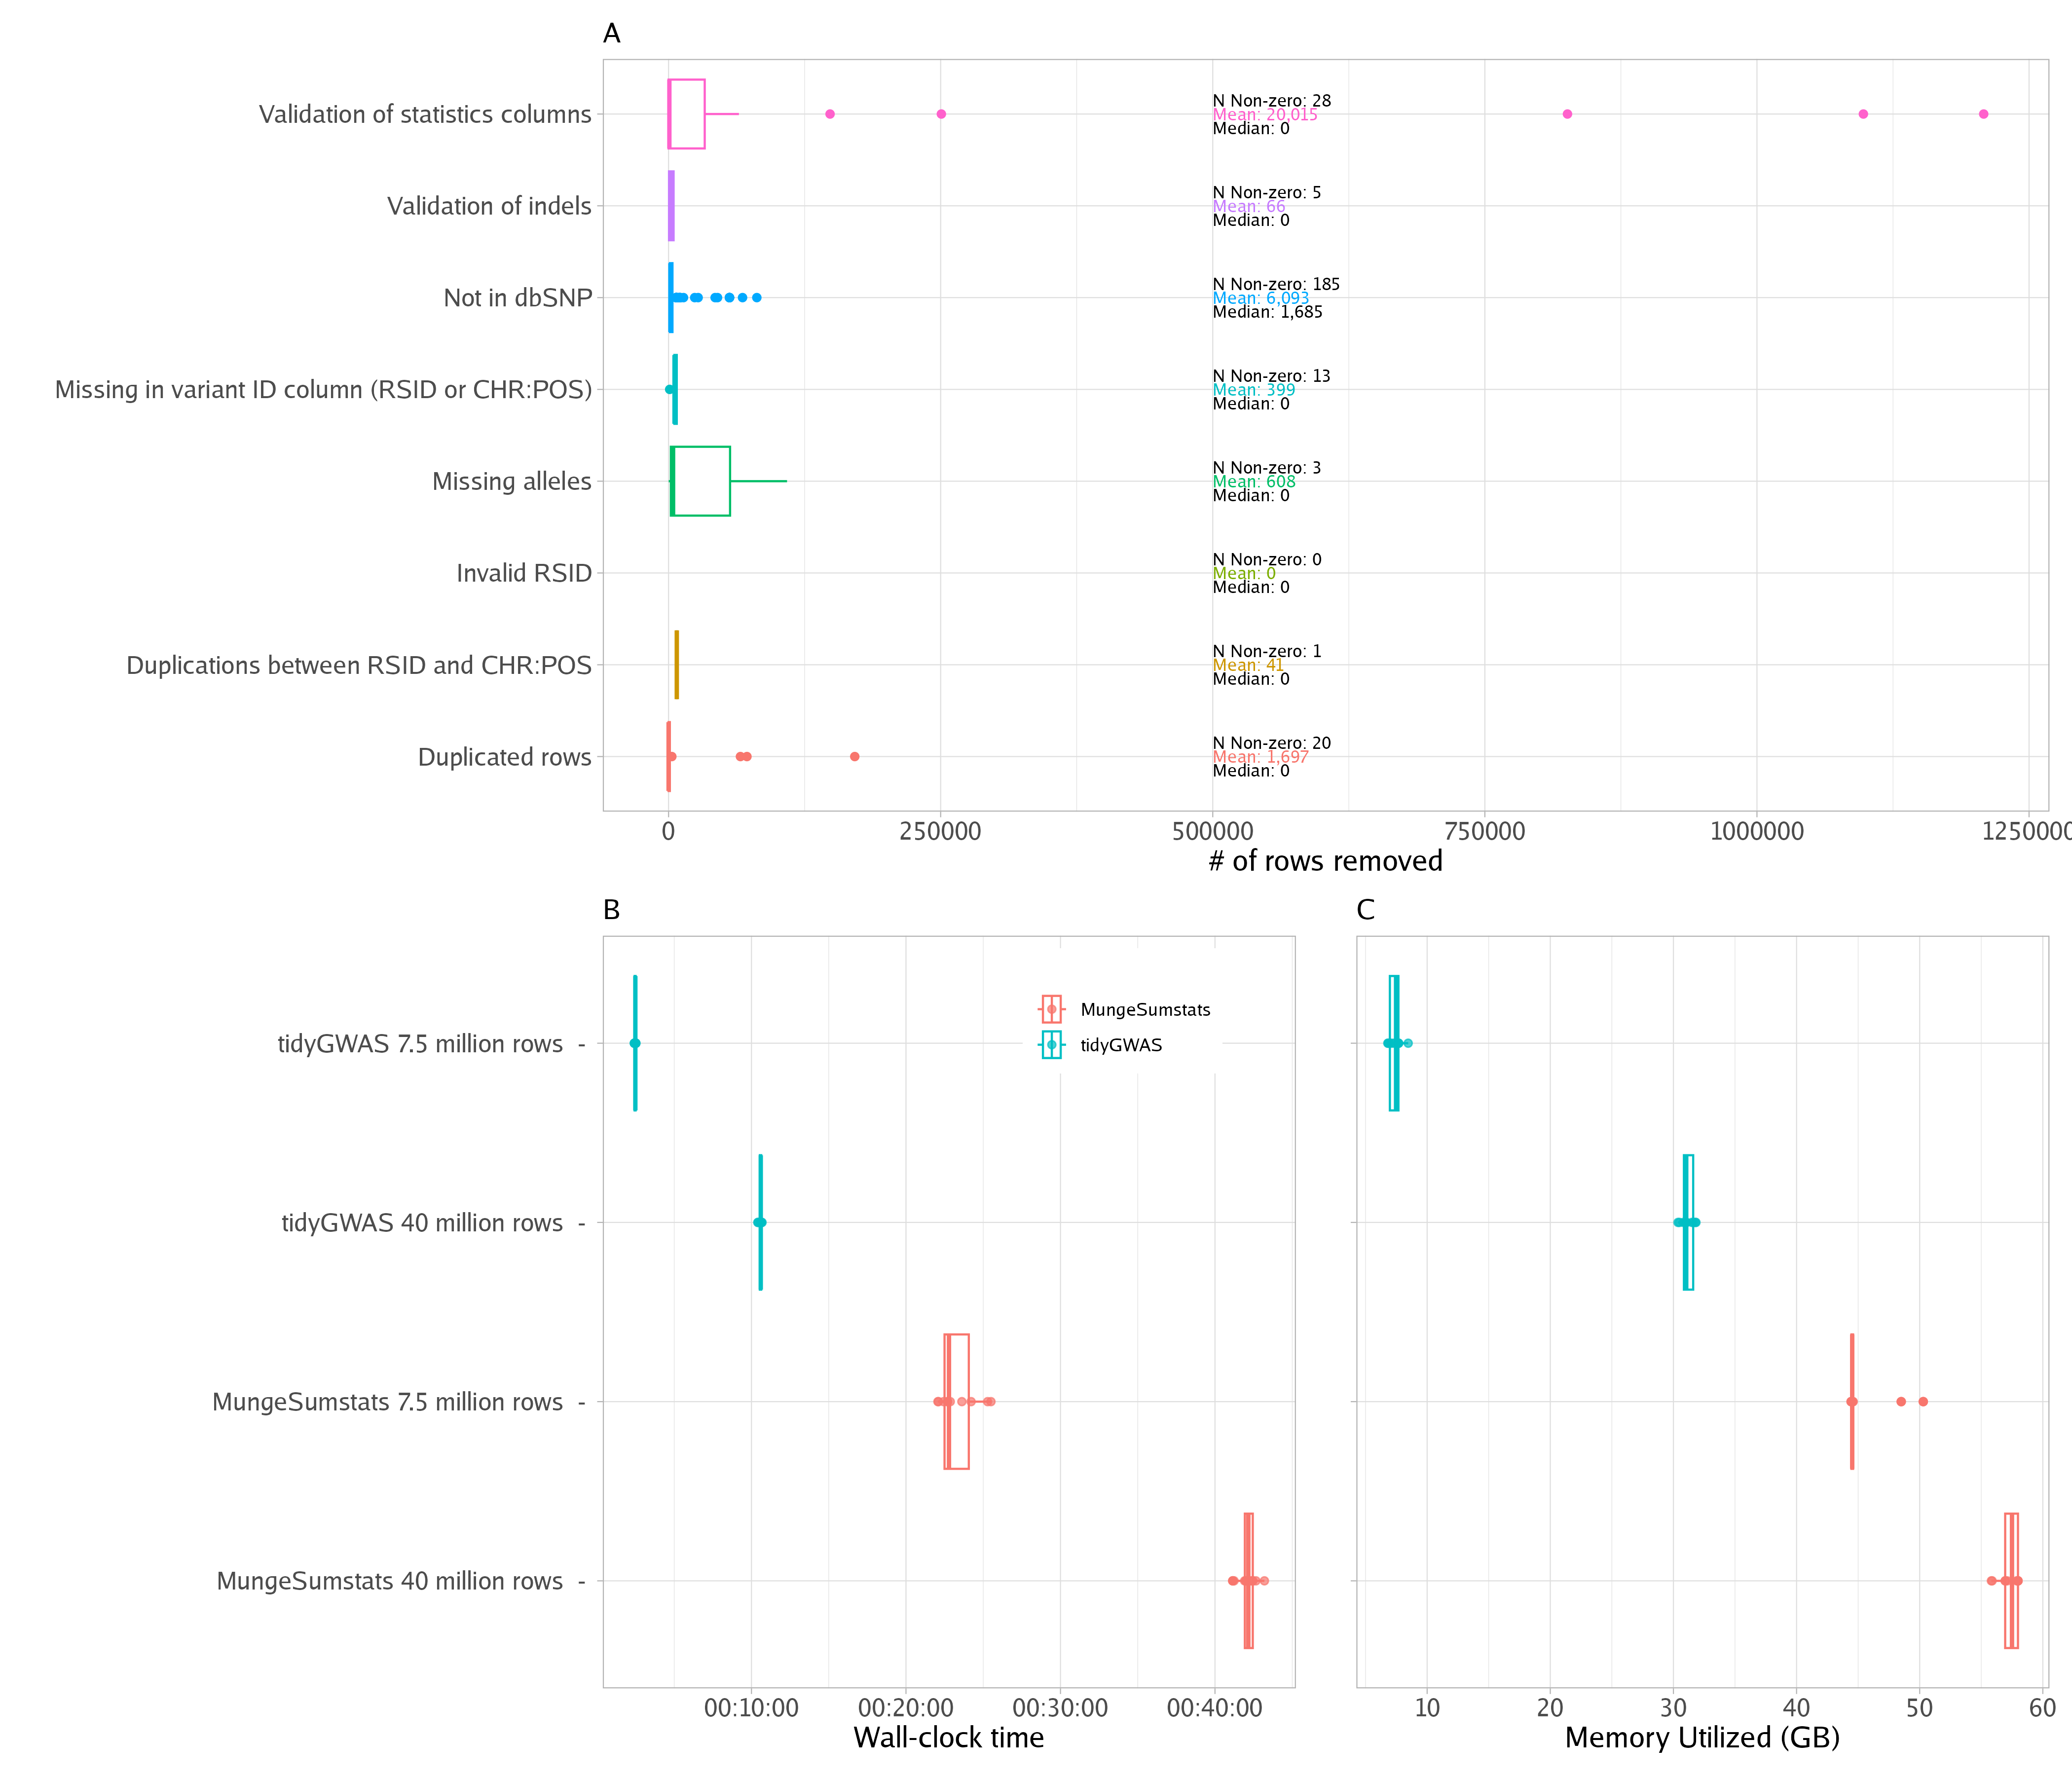 A
Validation of statistics columns
N Non-zero: 28
Mean: 20,015
Median: 0
Validation of indels
N Non-zero: 5
Mean: 66
Median: 0
Not in dbSNP
N Non-zero: 185
Mean: 6,093
Median: 1,685
Missing in variant ID column (RSID or CHR:POS)
N Non-zero: 13
Mean: 399
Median: 0
Missing alleles
N Non-zero: 3
Mean: 608
Median: 0
Invalid RSID
N Non-zero: 0
Mean: 0
Median: 0
Duplications between RSID and CHR:POS
N Non-zero: 1
Mean: 41
Median: 0
Duplicated rows
N Non-zero: 20
Mean: 1,697
Median: 0
0 250000 500000 750000 1000000 1250000
# of rows removed
B
C
MungeSumstats
tidyGWAS
tidyGWAS 7.5 million rows -
tidyGWAS 40 million rows -
MungeSumstats 7.5 million rows -
MungeSumstats 40 million rows -
00:10:00 00:20:00 00:30:00 00:40:00
Wall-clock time
10 20 30 40 50 60
Memory Utilized (GB)